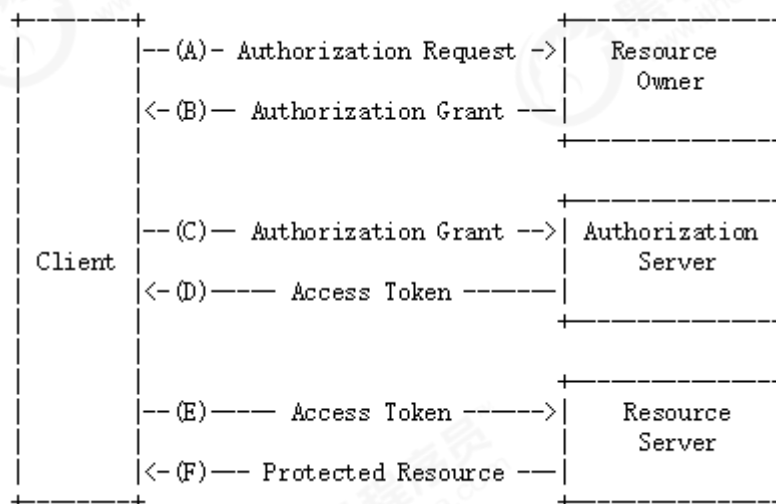 +--------+                               +---------------
|        |--(A)- Authorization Request ->|   Resource
|        |                               |     Owner
|        |<-(B)-- Authorization Grant ---|
|        |                               +---------------
|        |
|        |                               +---------------
|        |--(C)-- Authorization Grant -->| Authorization
| Client |                               |     Server
|        |<-(D)----- Access Token -------|
|        |                               +---------------
|        |
|        |                               +---------------
|        |--(E)----- Access Token ------>|    Resource
|        |                               |     Server
|        |<-(F)--- Protected Resource ---|
+--------+                               +---------------